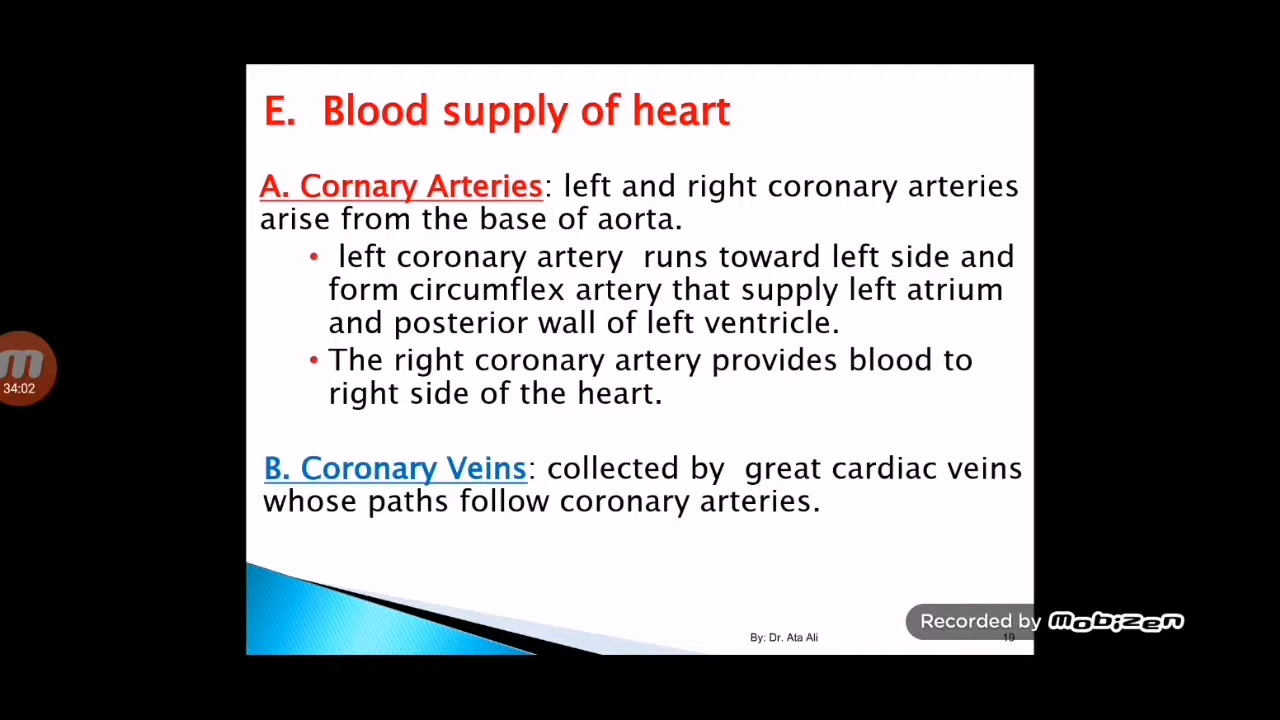 E. Blood supply of heart
A. Cornary Arteries: left and right coronary arteries
arise from the base of aorta.
• left coronary artery runs toward left side and
form circumflex artery that supply left atrium
and posterior wall of left ventricle.
• The right coronary artery provides blood to
right side of the heart.
34:02
B. Coronary Veins: collected by great cardiac veins
whose paths follow coronary arteries.
Recorded by mobizen
By: Dr. Ata Ali
19